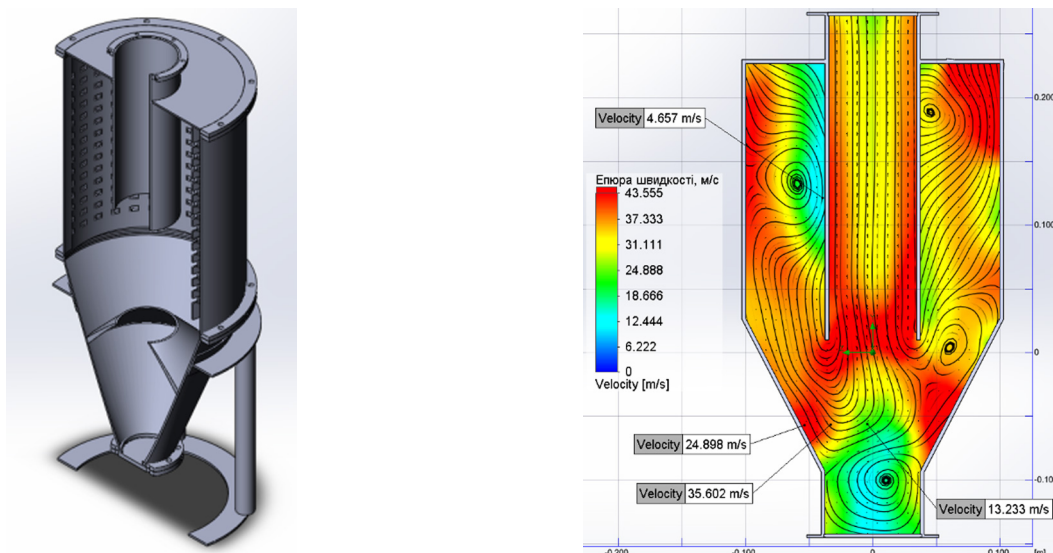 0.200
Velocity 4.657 m/s
Епюра швидкості, м/с
43.555
37.333
31.111
24.888
18.666
12.444
6.222
0
Velocity [m/s]
0.100
0
Velocity 24.898 m/s
Velocity 35.602 m/s
Velocity 13.233 m/s
-0.10
-0.200
-0.100
0
0.100
[m]